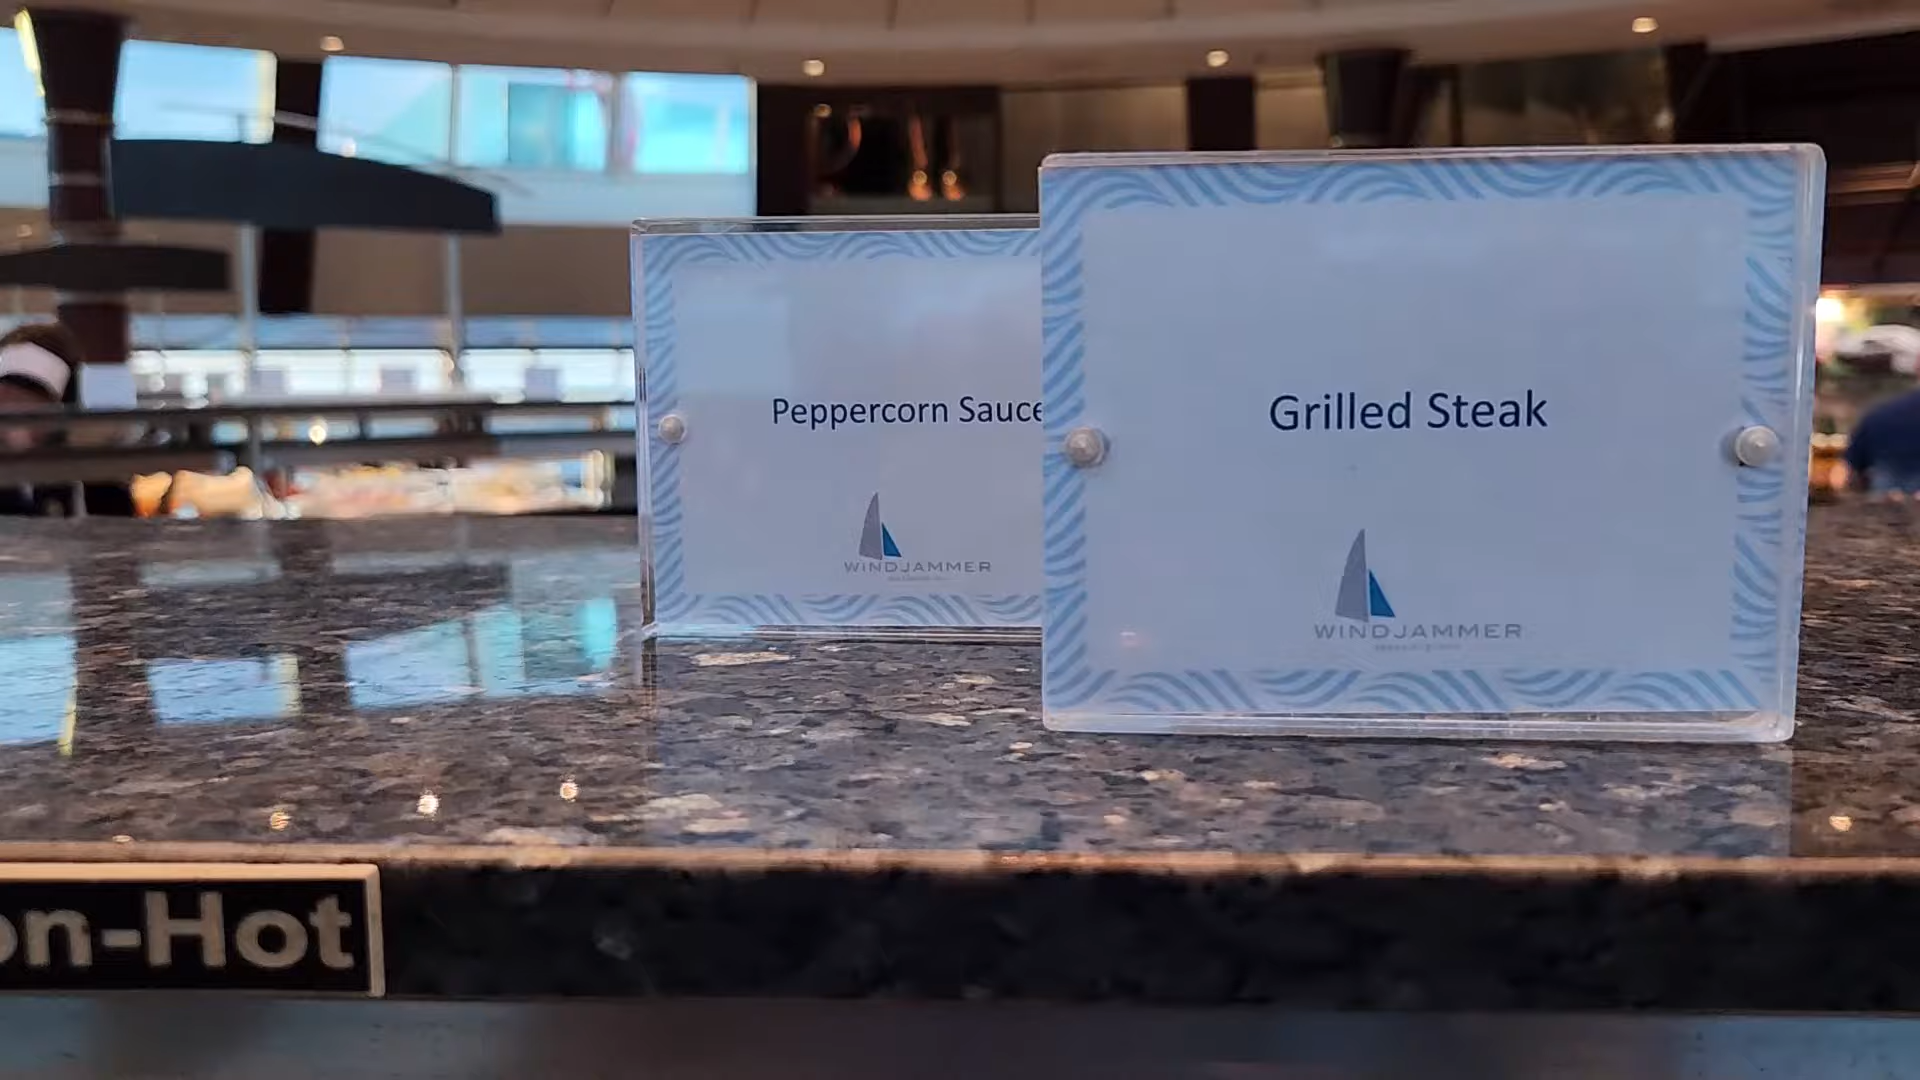 Peppercorn Sauce
WINDJAMMER
Grilled Steak
WINDJAMMER
on-Hot